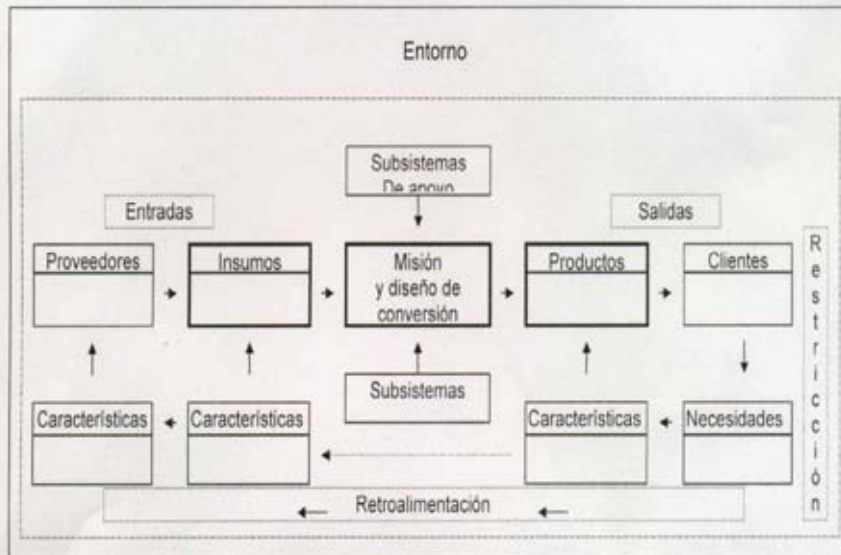 Entorno
Subsistemas
De apoyo
Entradas
Salidas
Proveedores
Insumos
Misión
y diseño de
conversión
Productos
Clientes
Restricción
Subsistemas
Características
Características
Características
Necesidades
Retroalimentación